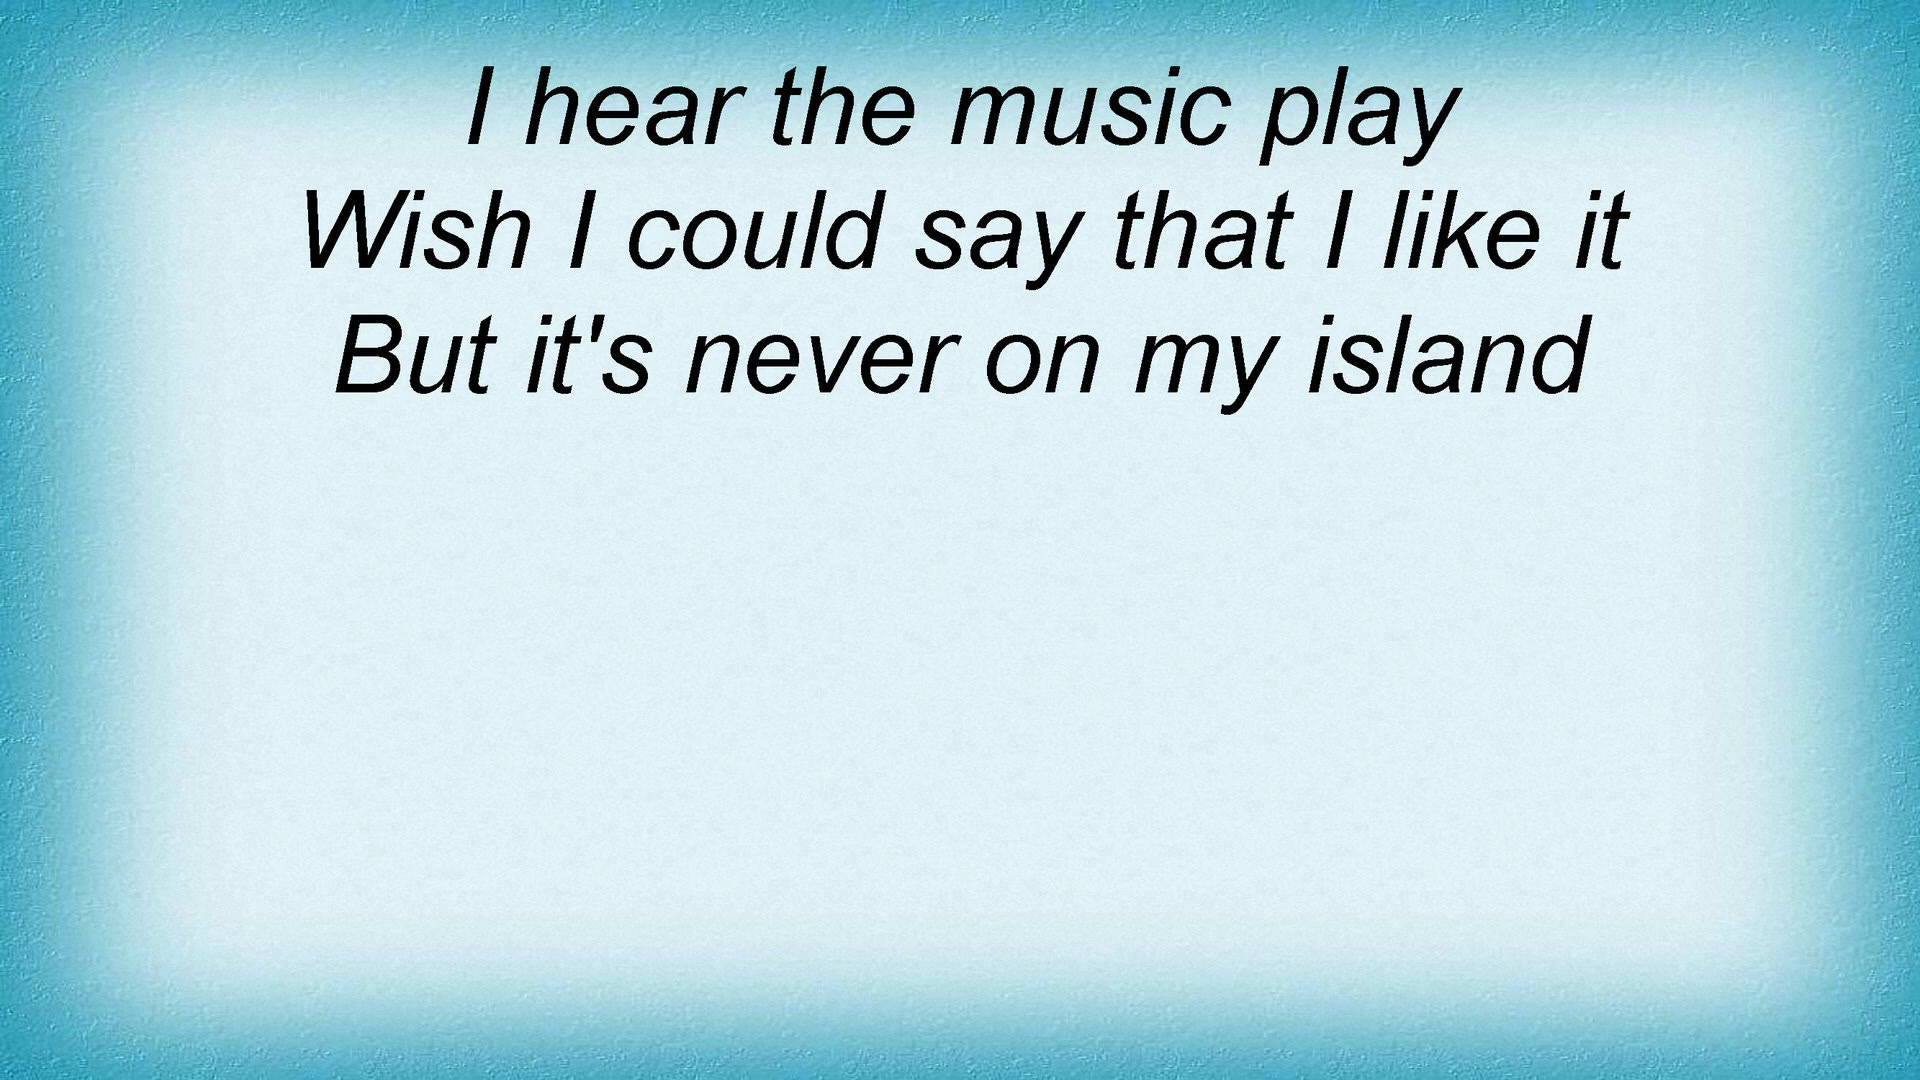 I hear the music play
Wish I could say that I like it
But it's never on my island